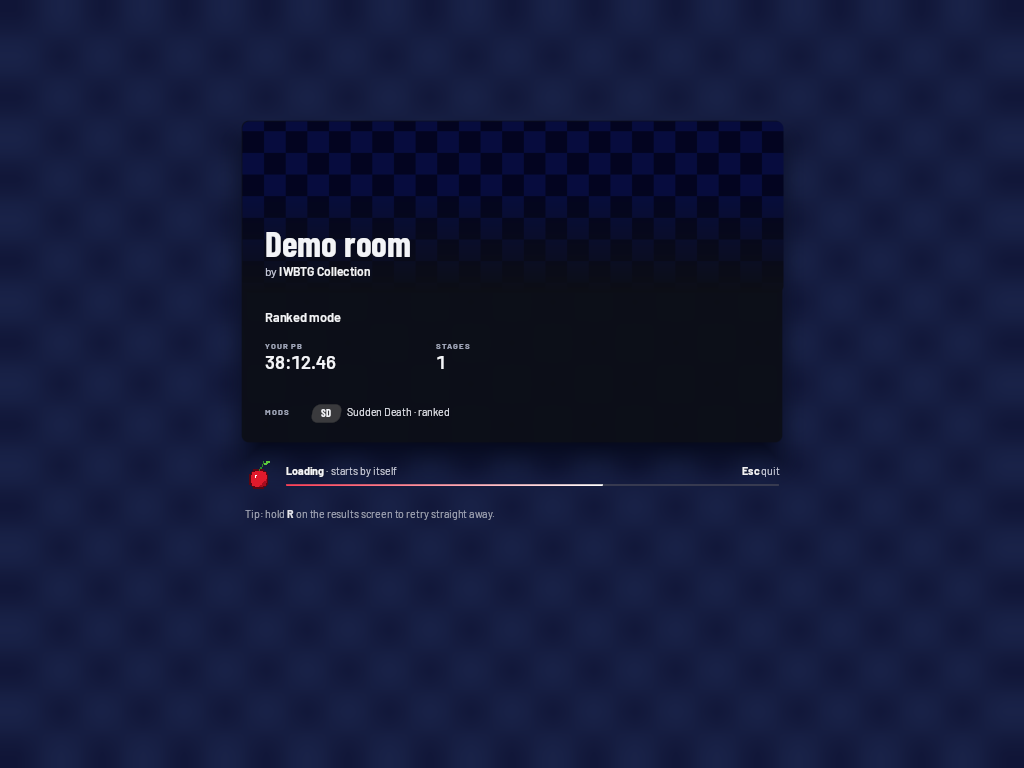 Demo room
by IWBTG Collection
Ranked mode
YOUR PB STAGES
38:12.46 1
MODS SD Sudden Death · ranked
Loading · starts by itself Esc quit
Tip: hold R on the results screen to retry straight away.